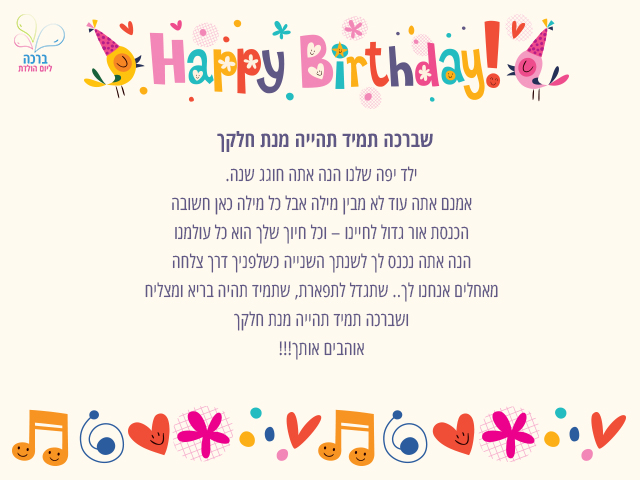 ברכה
ליום הולדת
Happy Birthday!
שברכה תמיד תהייה מנת חלקך
ילד יפה שלנו הנה אתה חוגג שנה.
אמנם אתה עוד לא מבין מילה אבל כל מילה כאן חשובה
הכנסת אור גדול לחיינו – וכל חיוך שלך הוא כל עולמנו
הנה אתה נכנס לך לשנתך השנייה כשלפניך דרך צלחה
מאחלים אנחנו לך.. שתגדל לתפארת, שתמיד תהיה בריא ומצליח
ושברכה תמיד תהייה מנת חלקך
אוהבים אותך!!!